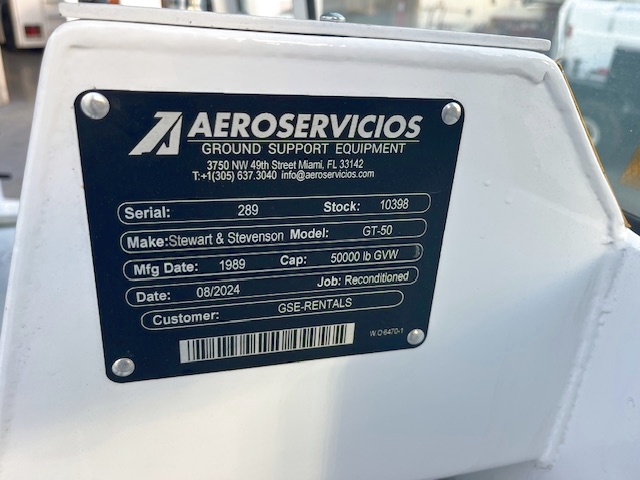 AEROSERVICIOS
GROUND SUPPORT EQUIPMENT
3750 NW 49th Street Miami, FL 33142
T:+1(305) 637.3040 info@aeroservicios.com
Serial: 289 Stock: 10398
Make: Stewart & Stevenson Model: GT-50
Mfg Date: 1989 Cap: 50000 lb GVW
Date: 08/2024 Job: Reconditioned
Customer: GSE-RENTALS
W.O-6470-1